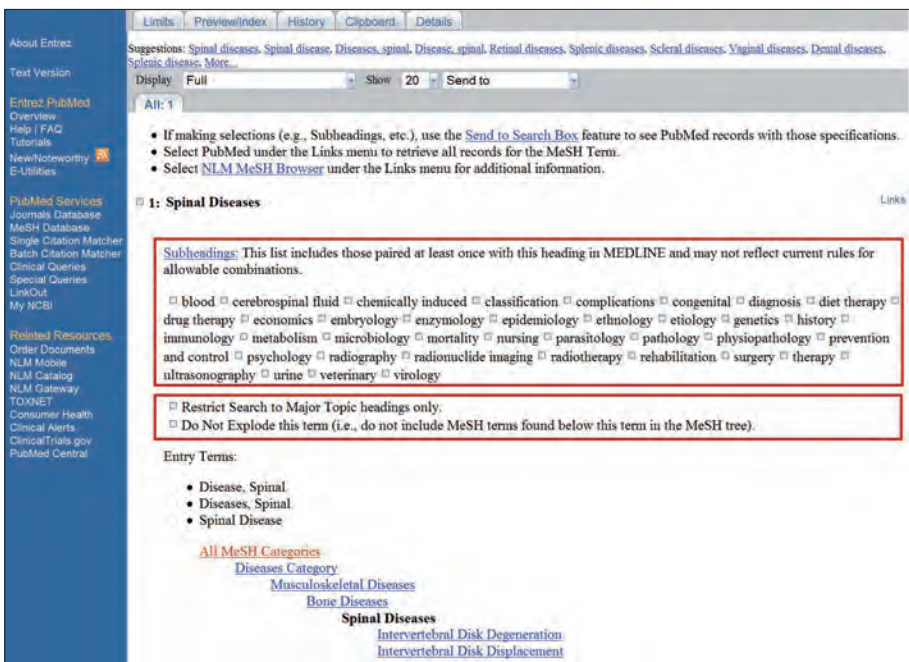 Limits Preview/Index History Clipboard Details
About Entrez
Text Version
Entrez PubMed
Overview
Help | FAQ
Tutorials
New/Noteworthy
E-Utilities
PubMed Services
Journals Database
MeSH Database
Single Citation Matcher
Batch Citation Matcher
Clinical Queries
Special Queries
LinkOut
My NCBI
Related Resources
Order Documents
NLM Mobile
NLM Catalog
NLM Gateway
TOXNET
Consumer Health
Clinical Alerts
ClinicalTrials.gov
PubMed Central
Suggestions: Spinal diseases, Spinal disease, Diseases, spinal, Disease, spinal, Retinal diseases, Splenic diseases, Scleral diseases, Vaginal diseases, Dental diseases,
Splenic disease, More...
Display Full Show 20 Send to
All: 1
• If making selections (e.g., Subheadings, etc.), use the Send to Search Box feature to see PubMed records with those specifications.
• Select PubMed under the Links menu to retrieve all records for the MeSH Term.
• Select NLM MeSH Browser under the Links menu for additional information.
1: Spinal Diseases Links
Subheadings: This list includes those paired at least once with this heading in MEDLINE and may not reflect current rules for
allowable combinations.
blood cerebrospinal fluid chemically induced classification complications congenital diagnosis diet therapy
drug therapy economics embryology enzymology epidemiology ethnology etiology genetics history
immunology metabolism microbiology mortality nursing parasitology pathology physiopathology prevention
and control psychology radiography radionuclide imaging radiotherapy rehabilitation surgery therapy
ultrasonography urine veterinary virology
Restrict Search to Major Topic headings only.
Do Not Explode this term (i.e., do not include MeSH terms found below this term in the MeSH tree).
Entry Terms:
• Disease, Spinal
• Diseases, Spinal
• Spinal Disease
All MeSH Categories
Diseases Category
Musculoskeletal Diseases
Bone Diseases
Spinal Diseases
Intervertebral Disk Degeneration
Intervertebral Disk Displacement